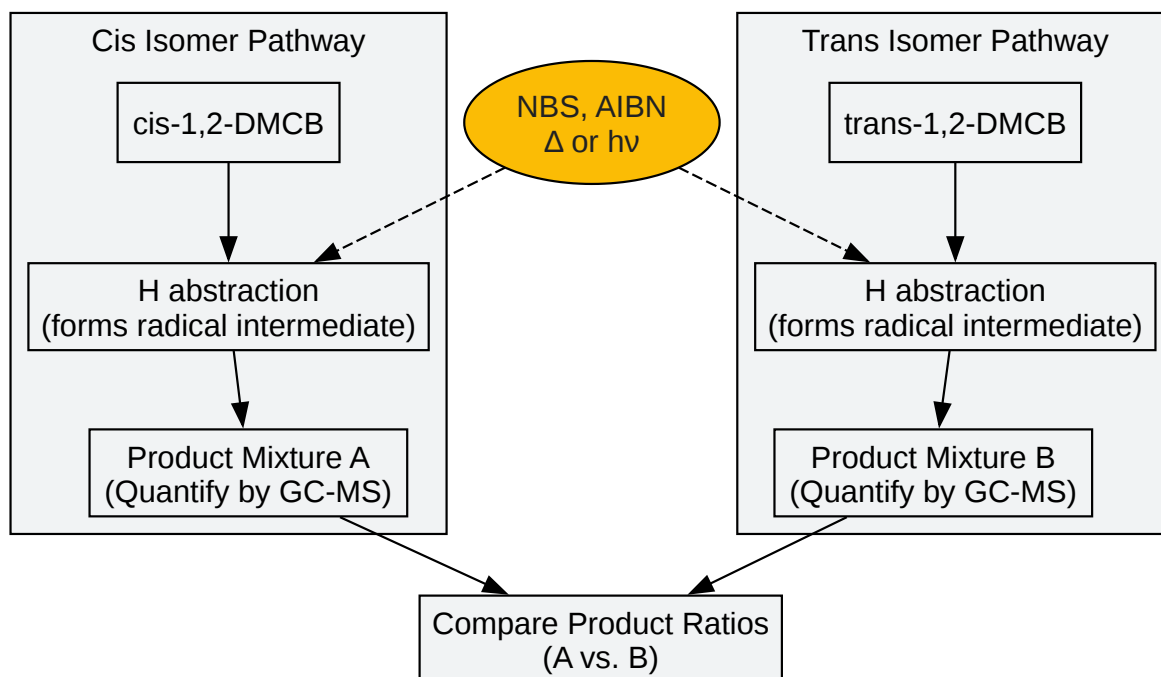 Cis Isomer Pathway
Trans Isomer Pathway
cis-1,2-DMCB
NBS, AIBN
Δ or hν
trans-1,2-DMCB
H abstraction
(forms radical intermediate)
H abstraction
(forms radical intermediate)
Product Mixture A
(Quantify by GC-MS)
Product Mixture B
(Quantify by GC-MS)
Compare Product Ratios
(A vs. B)